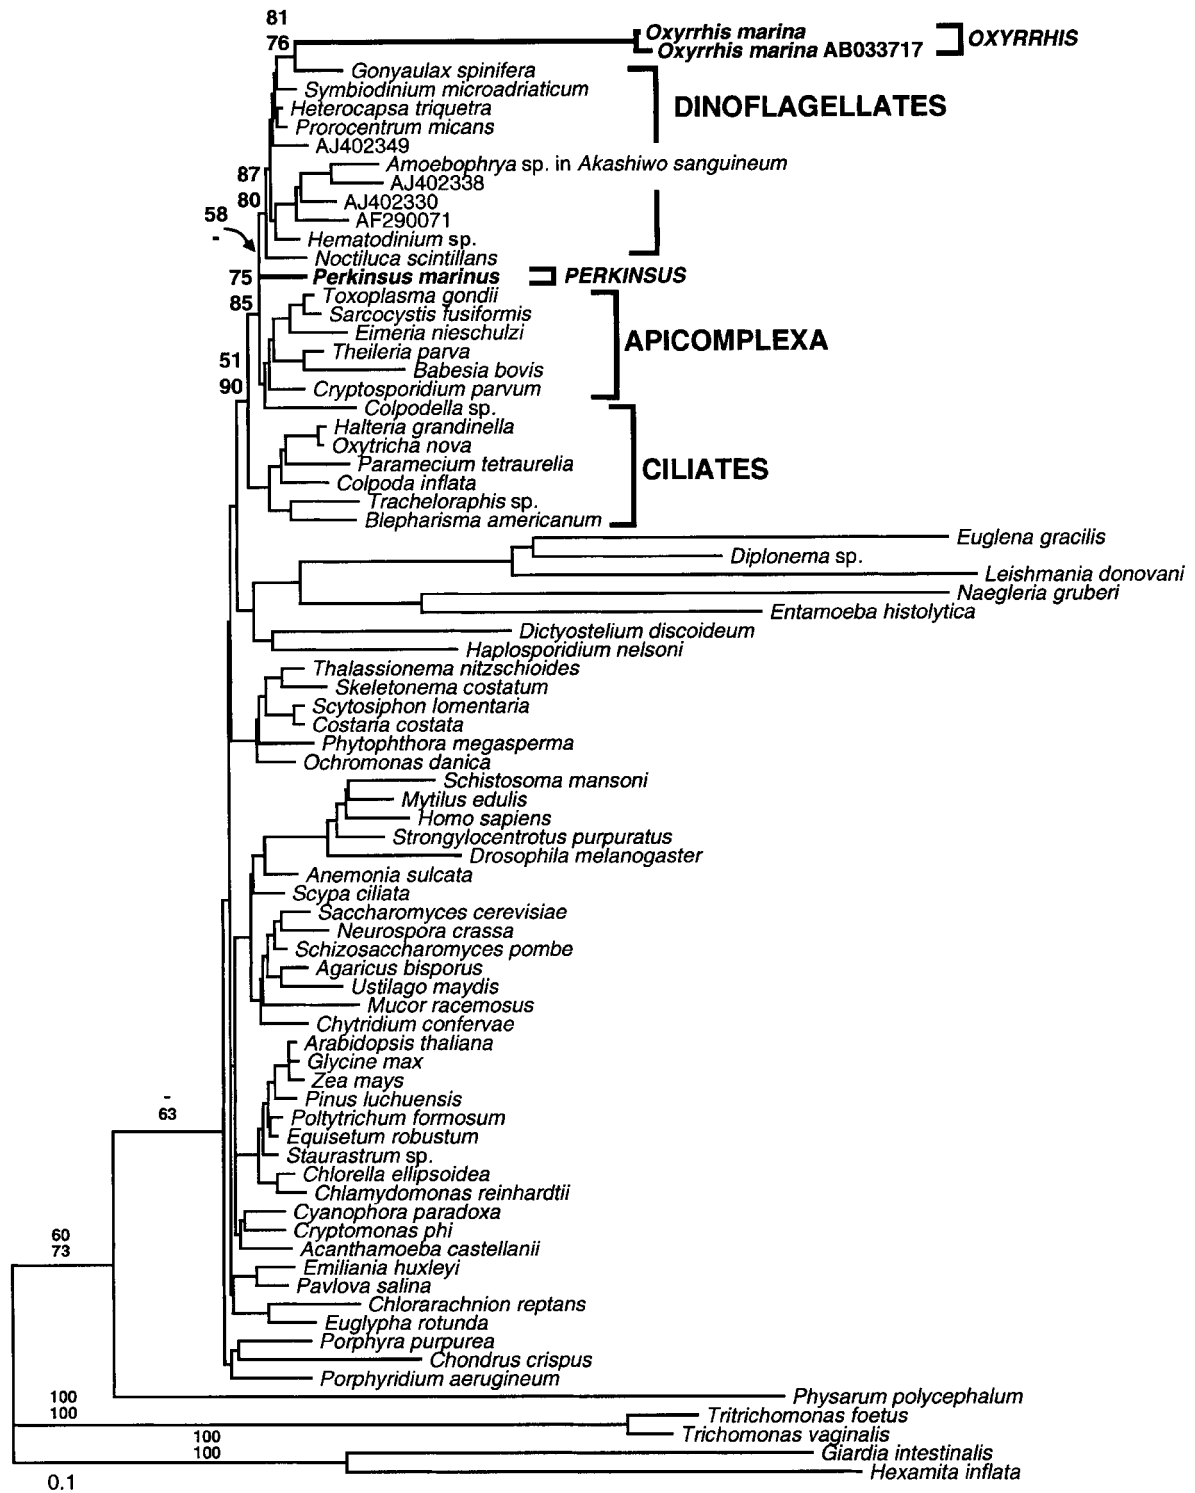 81
76
Oxyrrhis marina
Oxyrrhis marina AB033717
OXYRRHIS
Gonyaulax spinifera
Symbiodinium microadriaticum
Heterocapsa triquetra
Prorocentrum micans
DINOFLAGELLATES
AJ402349
Amoebophrya sp. in Akashiwo sanguineum
87
AJ402338
80
AJ402330
58
-
AF290071
Hematodinium sp.
Noctiluca scintillans
75
Perkinsus marinus
PERKINSUS
85
Toxoplasma gondii
Sarcocystis fusiformis
Eimeria nieschulzi
APICOMPLEXA
51
Theileria parva
Babesia bovis
90
Cryptosporidium parvum
Colpodella sp.
Halteria grandinella
Oxytricha nova
Paramecium tetraurelia
CILIATES
Colpoda inflata
Tracheloraphis sp.
Blepharisma americanum
Euglena gracilis
Diplonema sp.
Leishmania donovani
Naegleria gruberi
Entamoeba histolytica
Dictyostelium discoideum
Haplosporidium nelsoni
Thalassionema nitzschioides
Skeletonema costatum
Scytosiphon lomentaria
Costaria costata
Phytophthora megasperma
Ochromonas danica
Schistosoma mansoni
Mytilus edulis
Homo sapiens
Strongylocentrotus purpuratus
Drosophila melanogaster
Anemonia sulcata
Scypa ciliata
Saccharomyces cerevisiae
Neurospora crassa
Schizosaccharomyces pombe
Agaricus bisporus
Ustilago maydis
Mucor racemosus
Chytridium confervae
Arabidopsis thaliana
Glycine max
Zea mays
Pinus luchuensis
-
63
Poltytrichum formosum
Equisetum robustum
Staurastrum sp.
Chlorella ellipsoidea
Chlamydomonas reinhardtii
Cyanophora paradoxa
Cryptomonas phi
60
73
Acanthamoeba castellanii
Emiliania huxleyi
Pavlova salina
Chlorarachnion reptans
Euglypha rotunda
Porphyra purpurea
Chondrus crispus
Porphyridium aerugineum
100
100
Physarum polycephalum
Tritrichomonas foetus
Trichomonas vaginalis
100
100
Giardia intestinalis
Hexamita inflata
0.1